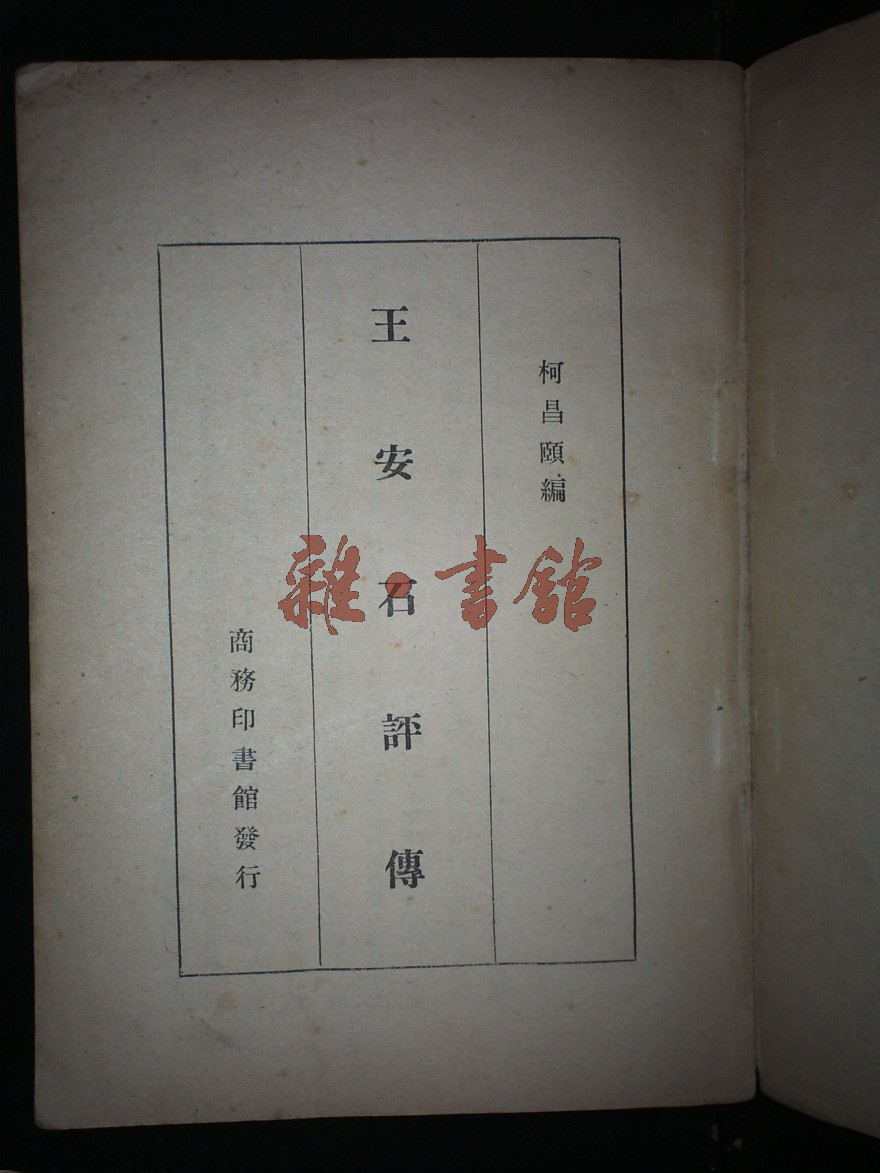 柯昌頤編
王安石評傳
商務印書館發行
雜·書館